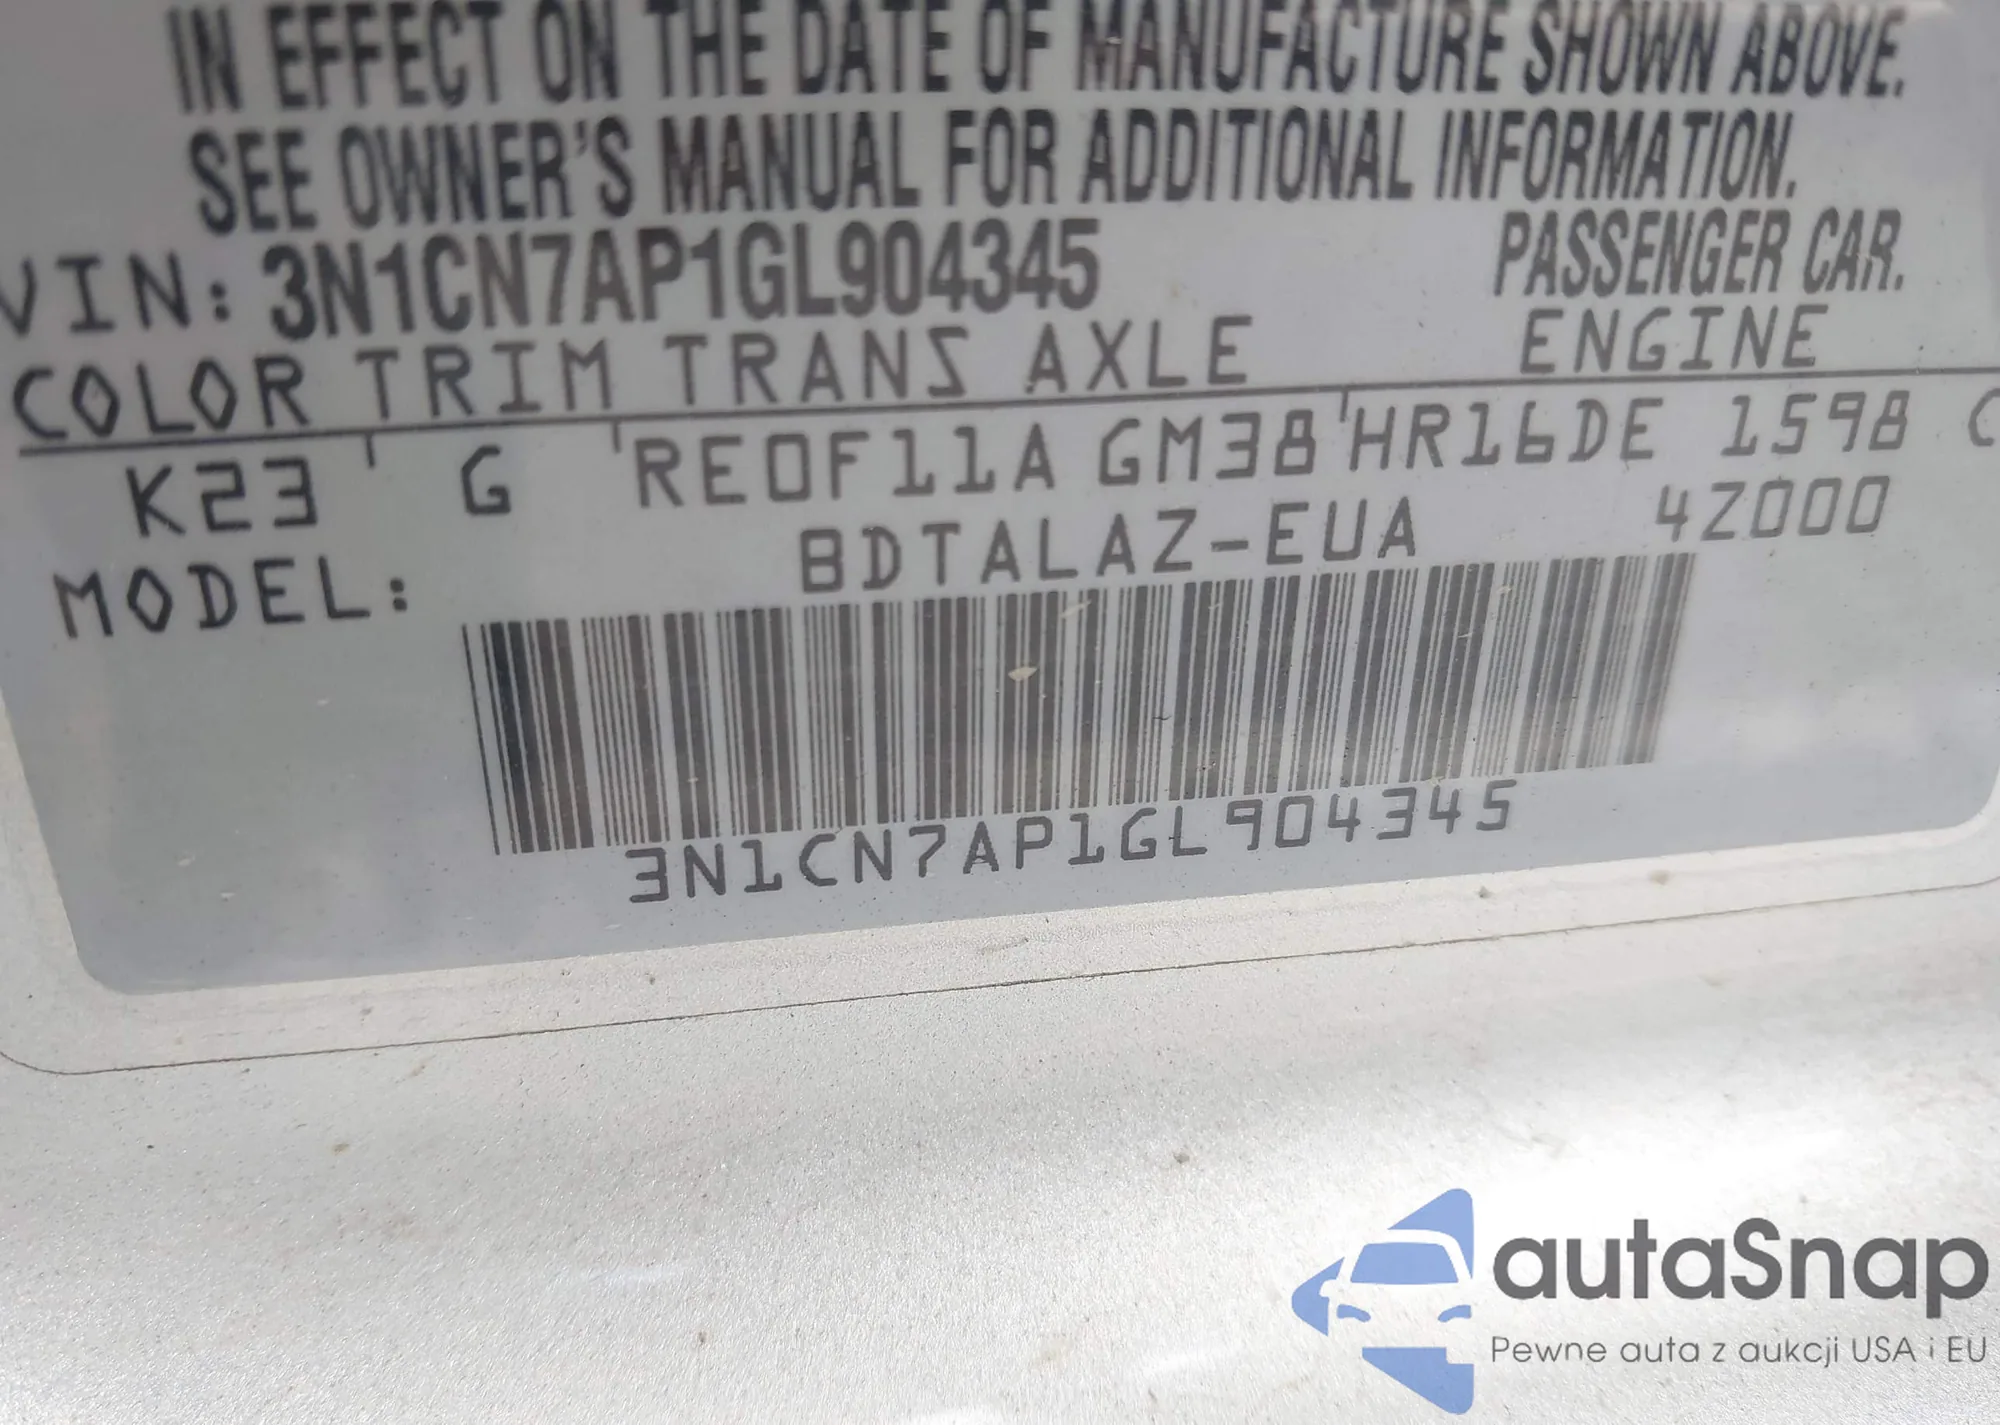 IN EFFECT ON THE DATE OF MANUFACTURE SHOWN ABOVE.
SEE OWNER'S MANUAL FOR ADDITIONAL INFORMATION.
VIN: 3N1CN7AP1GL904345 PASSENGER CAR.
COLOR TRIM TRANS AXLE ENGINE
K23 ' G ' RE0F11A GM38 ' HR16DE 1598 C
MODEL: BDTALAZ-EUA 4Z000
3N1CN7AP1GL904345
autaSnap
Pewne auta z aukcji USA i EU